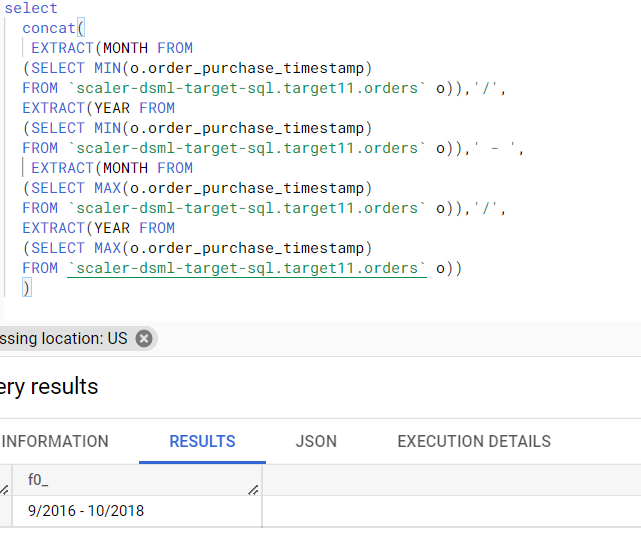 select
concat(
EXTRACT(MONTH FROM
(SELECT MIN(o.order_purchase_timestamp)
FROM `scaler-dsml-target-sql.target11.orders` o)),'/',
EXTRACT(YEAR FROM
(SELECT MIN(o.order_purchase_timestamp)
FROM `scaler-dsml-target-sql.target11.orders` o)),' - ',
EXTRACT(MONTH FROM
(SELECT MAX(o.order_purchase_timestamp)
FROM `scaler-dsml-target-sql.target11.orders` o)),'/',
EXTRACT(YEAR FROM
(SELECT MAX(o.order_purchase_timestamp)
FROM `scaler-dsml-target-sql.target11.orders` o))
)
ssing location: US
ery results
INFORMATION RESULTS JSON EXECUTION DETAILS
f0_
9/2016 - 10/2018